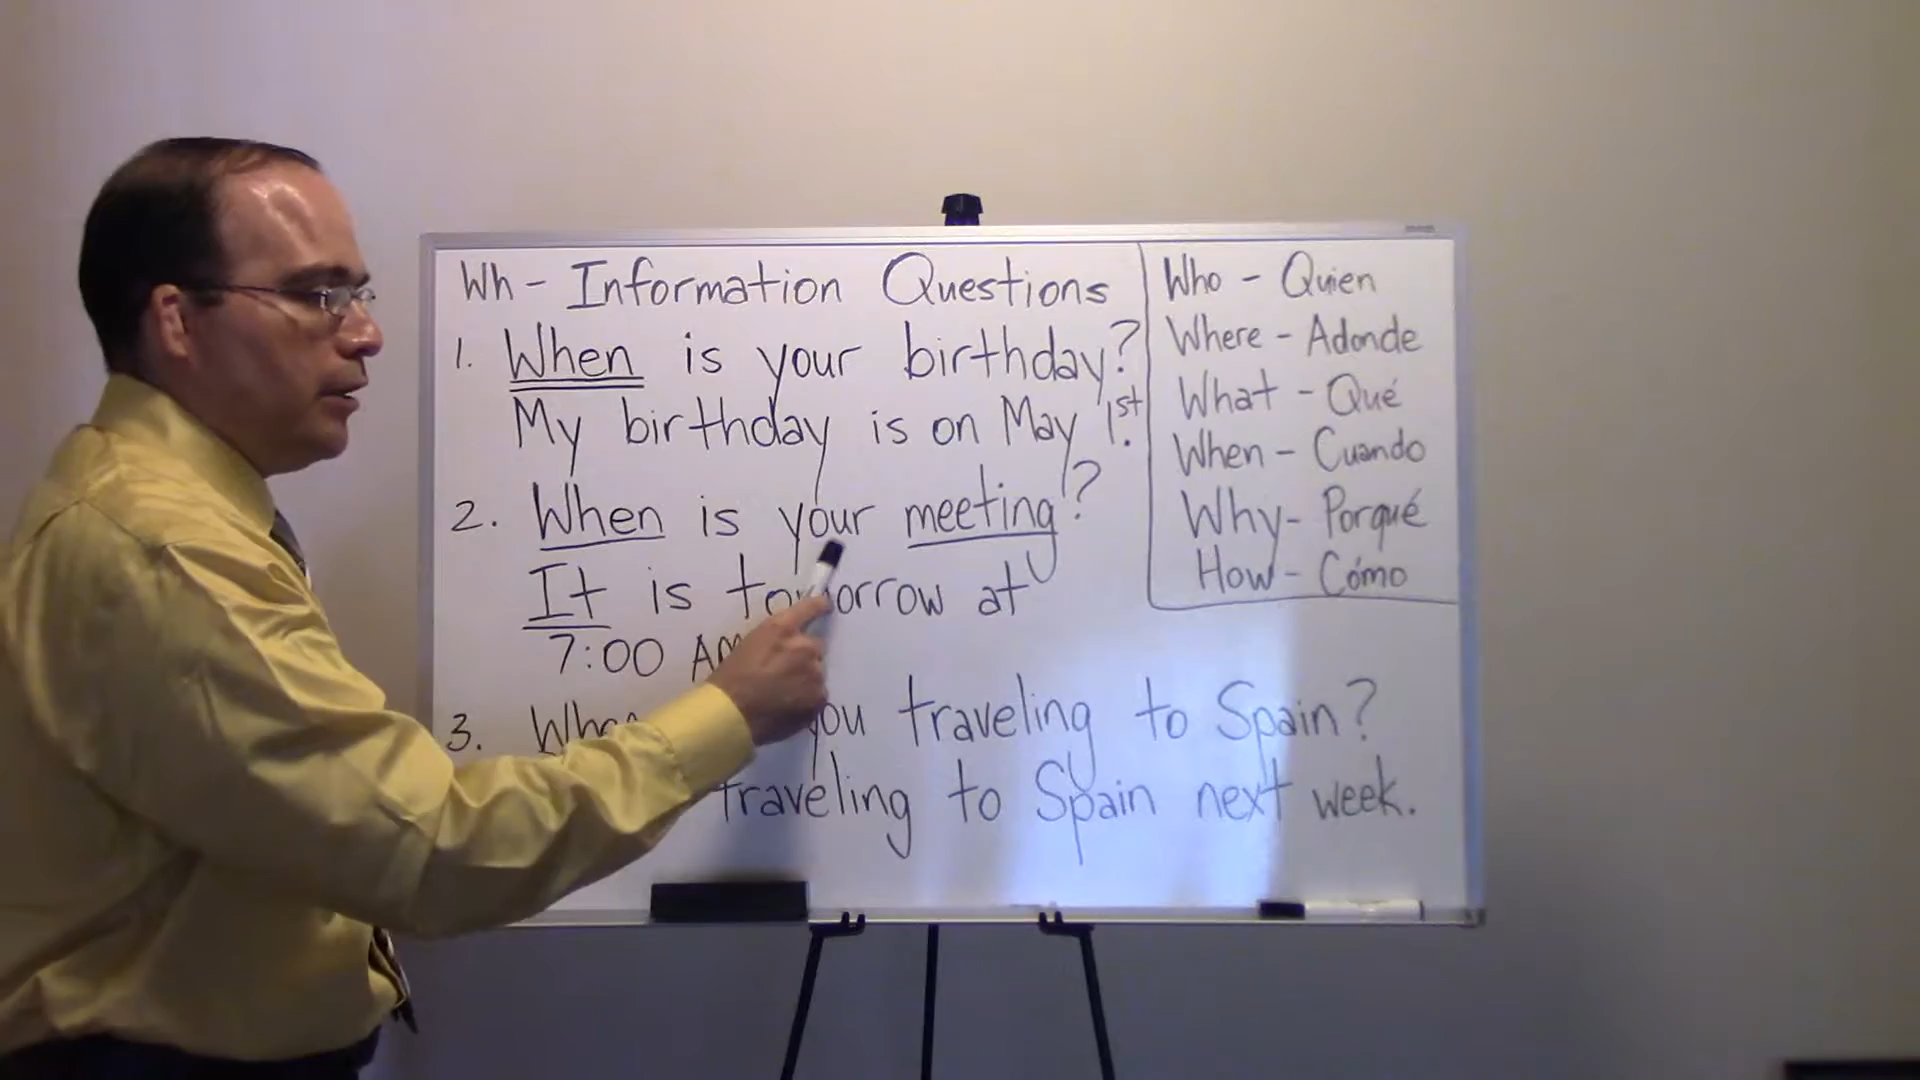 Wh - Information Questions
1. When is your birthday?
My birthday is on May 1st.
2. When is your meeting?
It is tomorrow at
7:00 AM
3. you traveling to Spain?
traveling to Spain next week.
Who - Quien
Where - Adonde
What - Qué
When - Cuando
Why - Porqué
How - Cómo